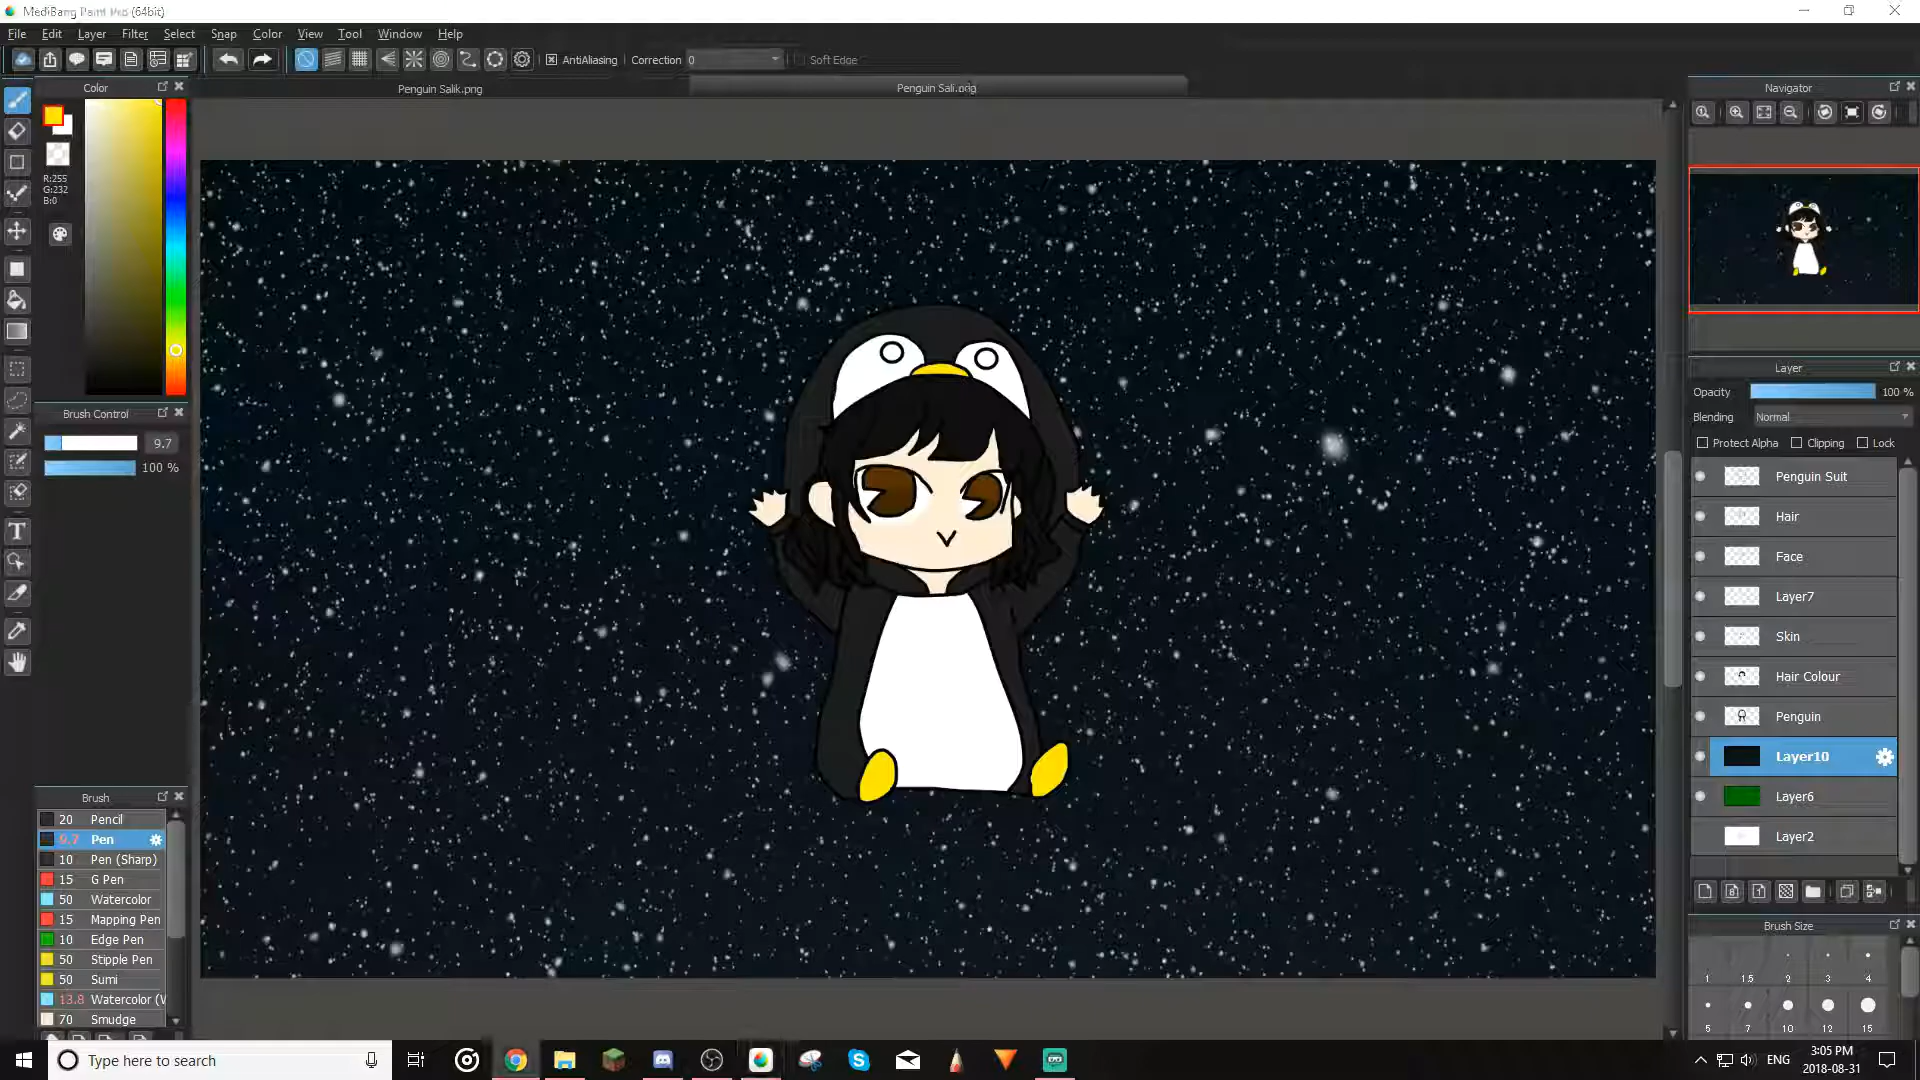 MediBang Paint Pro (64bit)
File Edit Layer Filter Select Snap Color View Tool Window Help
AntiAliasing Correction 0 Soft Edge
Color
Penguin Salik.png
Penguin Sali.png
Navigator
R:255
G:232
B:0
Brush Control
9.7
100 %
Layer
Opacity 100 %
Blending Normal
Protect Alpha Clipping Lock
Penguin Suit
Hair
Face
Layer7
Skin
Hair Colour
Penguin
Layer10
Layer6
Layer2
Brush
20 Pencil
9.7 Pen
10 Pen (Sharp)
15 G Pen
50 Watercolor
15 Mapping Pen
10 Edge Pen
50 Stipple Pen
50 Sumi
13.8 Watercolor (W
70 Smudge
Brush Size
1 1.5 2 3 4
5 7 10 12 15
Type here to search
ENG
3:05 PM
2018-08-31